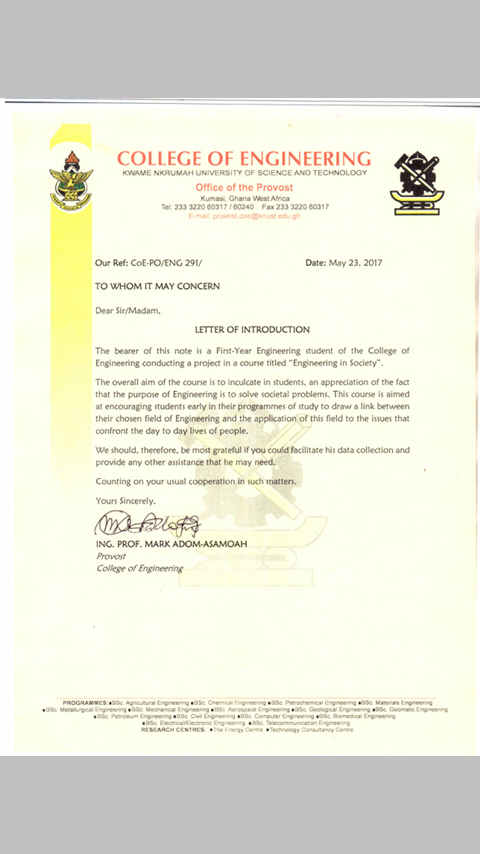 COLLEGE OF ENGINEERING
KWAME NKRUMAH UNIVERSITY OF SCIENCE AND TECHNOLOGY
Office of the Provost
Kumasi, Ghana West Africa
Tel: 233 3220 60317 / 60240 Fax 233 3220 60317
E-mail: provost.coe@knust.edu.gh
Our Ref: CoE-PO/ENG 291/ Date: May 23, 2017
TO WHOM IT MAY CONCERN
Dear Sir/Madam,
LETTER OF INTRODUCTION
The bearer of this note is a First-Year Engineering student of the College of
Engineering conducting a project in a course titled "Engineering in Society".
The overall aim of the course is to inculcate in students, an appreciation of the fact
that the purpose of Engineering is to solve societal problems. This course is aimed
at encouraging students early in their programmes of study to draw a link between
their chosen field of Engineering and the application of this field to the issues that
confront the day to day lives of people.
We should, therefore, be most grateful if you could facilitate his data collection and
provide any other assistance that he may need.
Counting on your usual cooperation in such matters.
Yours Sincerely,
ING. PROF. MARK ADOM-ASAMOAH
Provost
College of Engineering
PROGRAMMES:■BSc. Agricultural Engineering ■BSc. Chemical Engineering ■BSc. Petrochemical Engineering ■BSc. Materials Engineering
■BSc. Metallurgical Engineering ■BSc. Mechanical Engineering ■BSc. Aerospace Engineering ■BSc. Geological Engineering ■BSc. Geomatic Engineering
■BSc. Petroleum Engineering ■BSc. Civil Engineering ■BSc. Computer Engineering ■BSc. Biomedical Engineering
■BSc. Electrical/Electronic Engineering ■BSc. Telecommunication Engineering
RESEARCH CENTRES: ■The Energy Centre ■Technology Consultancy Centre